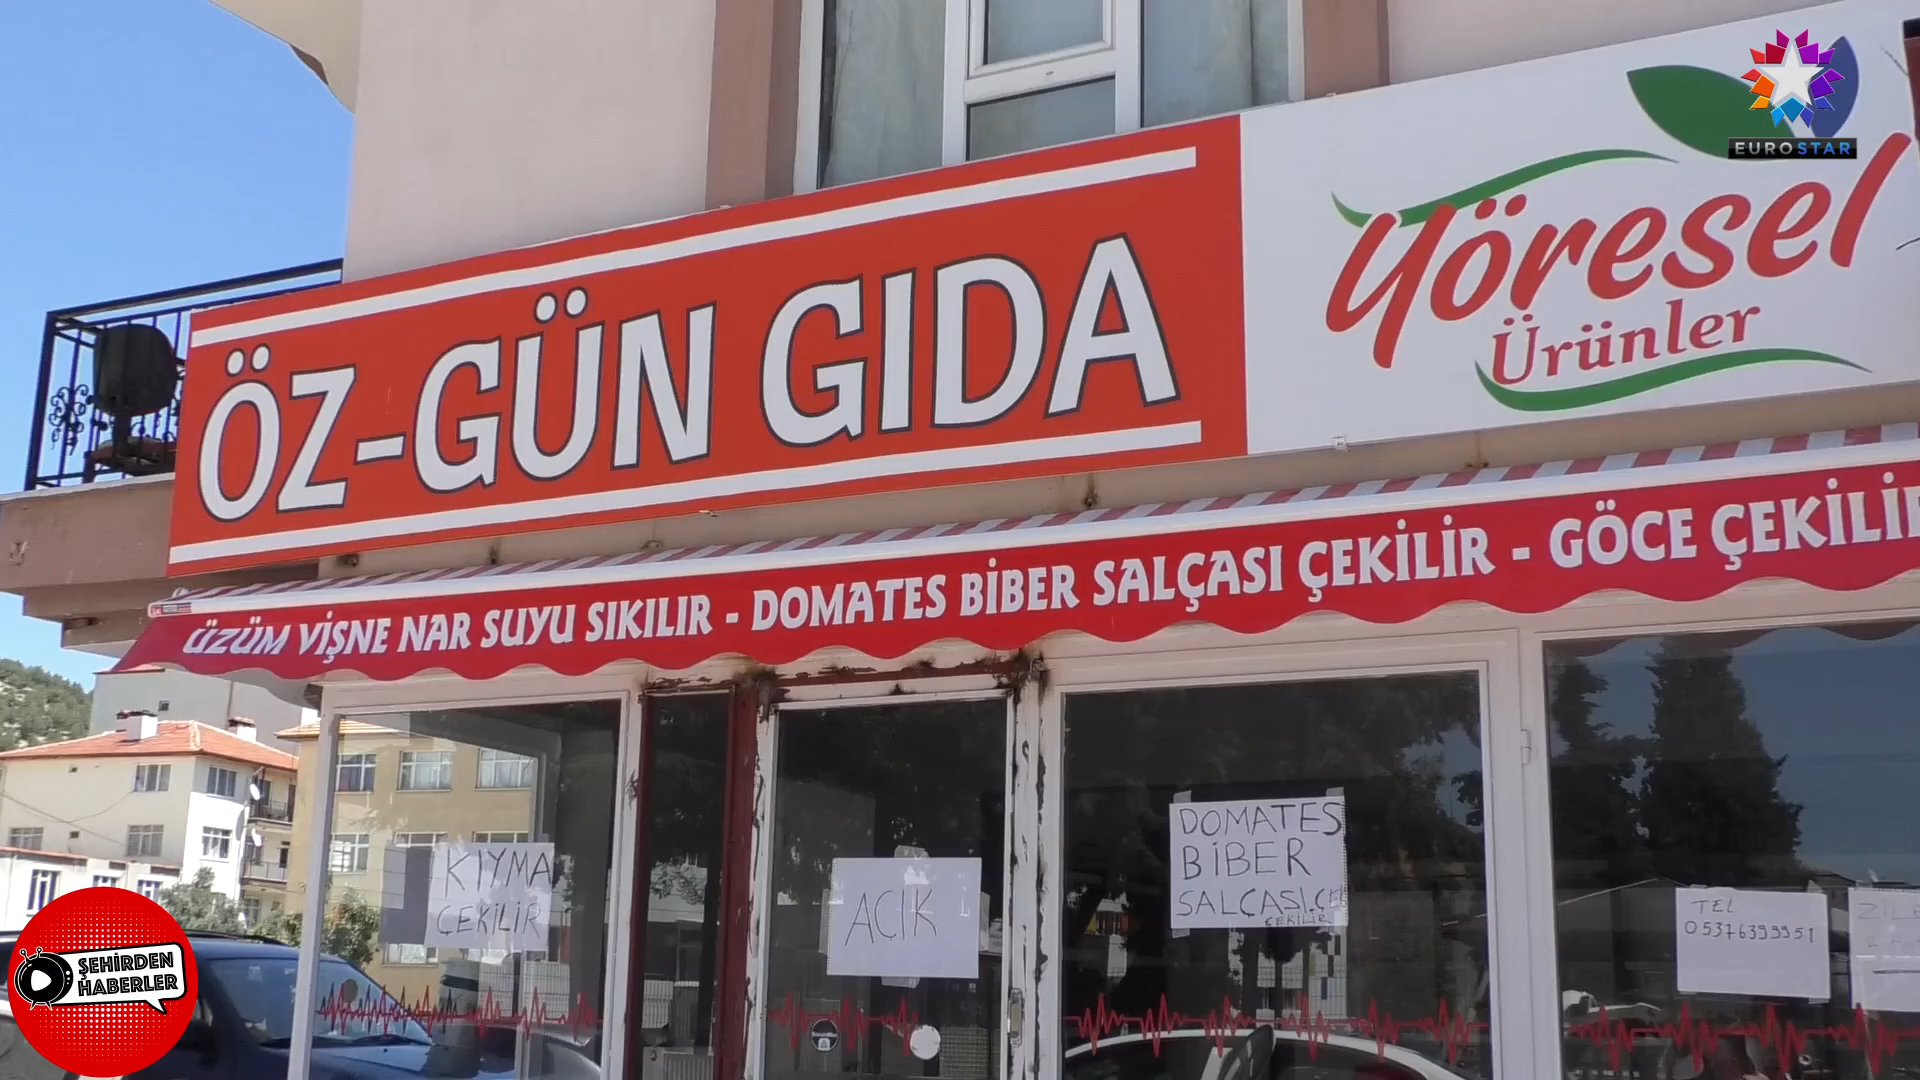 EUROSTAR
ÖZ-GÜN GIDA
Yöresel
Ürünler
ÜZÜM VİŞNE NAR SUYU SIKILIR - DOMATES BİBER SALÇASI ÇEKİLİR - GÖCE ÇEKİLİR
KIYMA
ÇEKİLİR
AÇIK
DOMATES
BİBER
SALÇASI
ÇEKİLİR
TEL
05376399951
ŞEHİRDEN
HABERLER